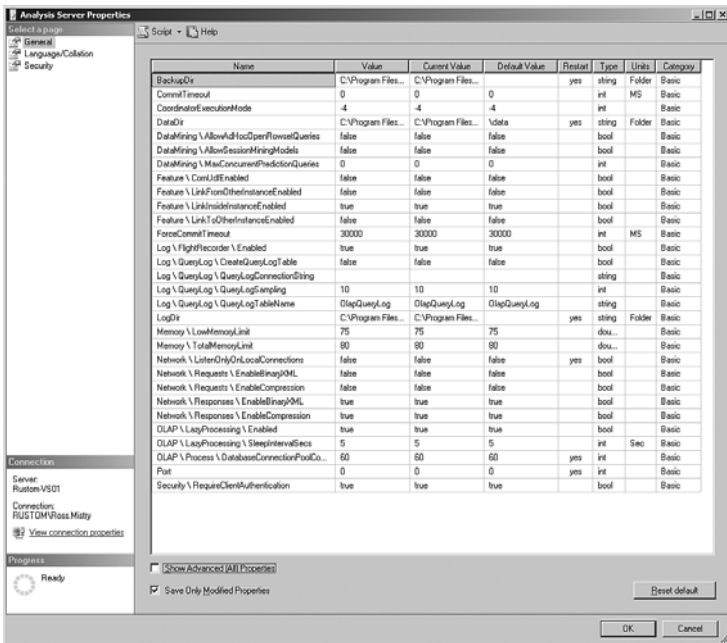 Analysis Server Properties
Select a page
General
Language/Collation
Security
Script Help
Name Value Current Value Default Value Restart Type Units Category
BackupDir C:\Program Files... C:\Program Files... yes string Folder Basic
CommitTimeout 0 0 0 int MS Basic
CoordinatorExecutionMode -4 -4 -4 int Basic
DataDir C:\Program Files... C:\Program Files... \data yes string Folder Basic
DataMining \ AllowAdHocOpenRowsetQueries false false false bool Basic
DataMining \ AllowSessionMiningModels false false false bool Basic
DataMining \ MaxConcurrentPredictionQueries 0 0 0 int Basic
Feature \ ComUdfEnabled false false false bool Basic
Feature \ LinkFromOtherInstanceEnabled false false false bool Basic
Feature \ LinkInsideInstanceEnabled true true true bool Basic
Feature \ LinkToOtherInstanceEnabled false false false bool Basic
ForceCommitTimeout 30000 30000 30000 int MS Basic
Log \ FlightRecorder \ Enabled true true true bool Basic
Log \ QueryLog \ CreateQueryLogTable false false false bool Basic
Log \ QueryLog \ QueryLogConnectionString string Basic
Log \ QueryLog \ QueryLogSampling 10 10 10 int Basic
Log \ QueryLog \ QueryLogTableName OlapQueryLog OlapQueryLog OlapQueryLog string Basic
LogDir C:\Program Files... C:\Program Files... yes string Folder Basic
Memory \ LowMemoryLimit 75 75 75 dou... Basic
Memory \ TotalMemoryLimit 80 80 80 dou... Basic
Network \ ListenOnlyOnLocalConnections false false false yes bool Basic
Network \ Requests \ EnableBinaryXML false false false bool Basic
Network \ Requests \ EnableCompression false false false bool Basic
Network \ Responses \ EnableBinaryXML true true true bool Basic
Network \ Responses \ EnableCompression true true true bool Basic
OLAP \ LazyProcessing \ Enabled true true true bool Basic
OLAP \ LazyProcessing \ SleepIntervalSecs 5 5 5 int Sec Basic
OLAP \ Process \ DatabaseConnectionPoolCo... 60 60 60 yes int Basic
Port 0 0 0 yes int Basic
Security \ RequireClientAuthentication true true true bool Basic
Connection
Server:
Rustom-VS01
Connection:
RUSTOM\Ross.Mistry
View connection properties
Progress
Ready
Show Advanced (All) Properties
Save Only Modified Properties
Reset default
OK Cancel